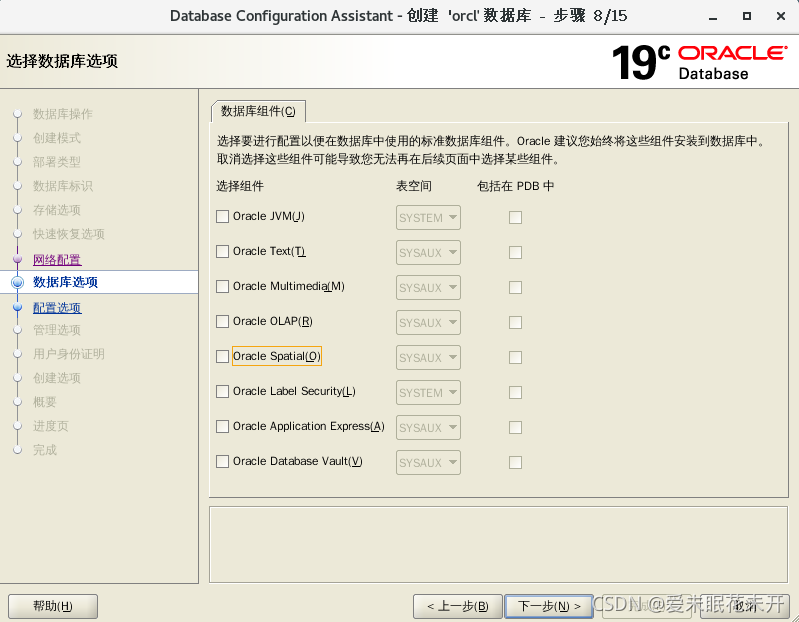 Database Configuration Assistant - 创建 'orcl' 数据库 - 步骤 8/15
选择数据库选项
19c ORACLE
Database
数据库操作
创建模式
部署类型
数据库标识
存储选项
快速恢复选项
网络配置
数据库选项
配置选项
管理选项
用户身份证明
创建选项
概要
进度页
完成
数据库组件(C)
选择要进行配置以便在数据库中使用的标准数据库组件。Oracle 建议您始终将这些组件安装到数据库中。
取消选择这些组件可能导致您无法再在后续页面中选择某些组件。
选择组件 表空间 包括在 PDB 中
Oracle JVM(J) SYSTEM
Oracle Text(T) SYSAUX
Oracle Multimedia(M) SYSAUX
Oracle OLAP(R) SYSAUX
Oracle Spatial(O) SYSAUX
Oracle Label Security(L) SYSTEM
Oracle Application Express(A) SYSAUX
Oracle Database Vault(V) SYSAUX
帮助(H) < 上一步(B) 下一步(N) > 取消
CSDN @爱未眠花未开